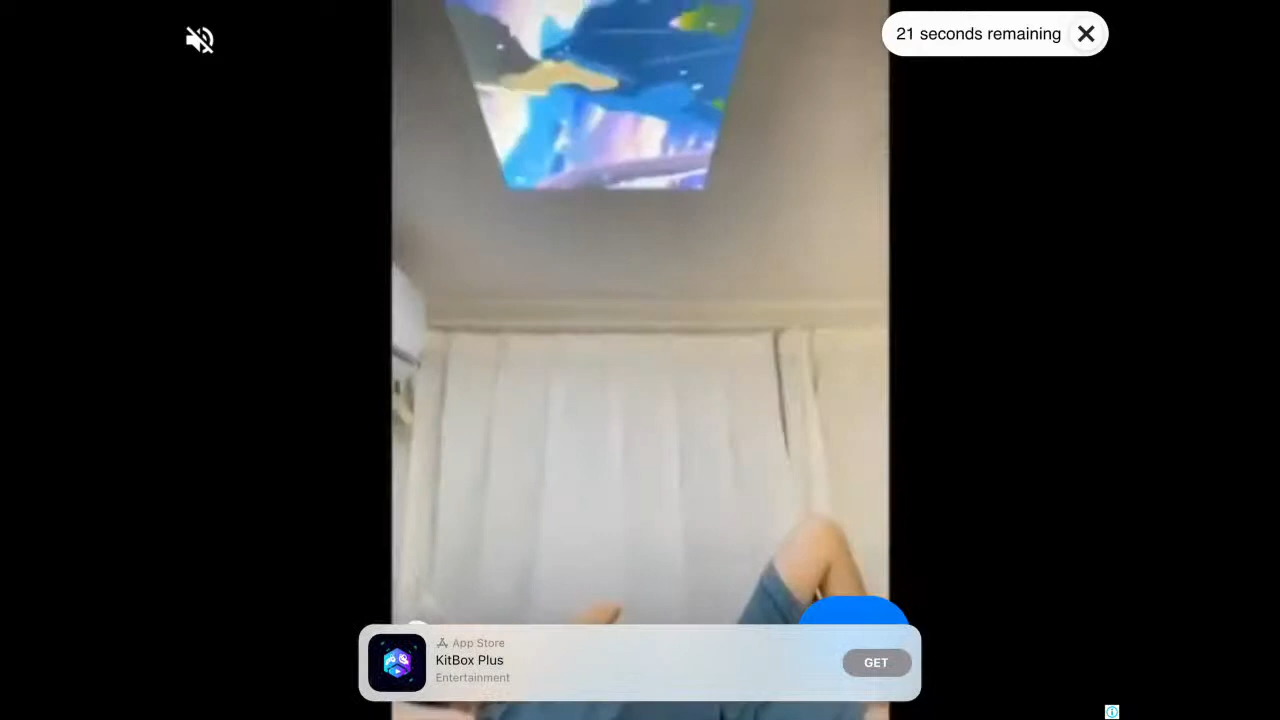 21 seconds remaining
App Store
KitBox Plus
Entertainment
GET